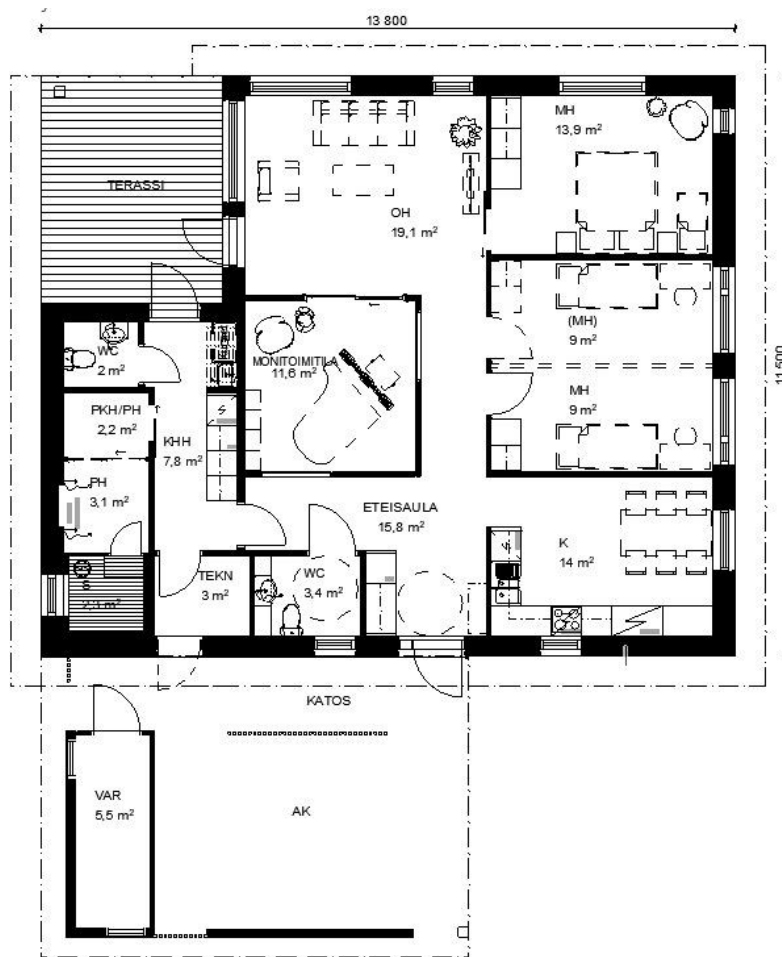 13 800
MH
13,9 m²
TERASSI
OH
19,1 m²
(MH)
9 m²
WC
2 m²
MONITOIMITILA
11,6 m²
11 500
MH
9 m²
PKH/PH
2,2 m²
KHH
7,8 m²
PH
3,1 m²
ETEISAULA
15,8 m²
K
14 m²
S
TEKN
3 m²
WC
3,4 m²
KATOS
VAR
5,5 m²
AK